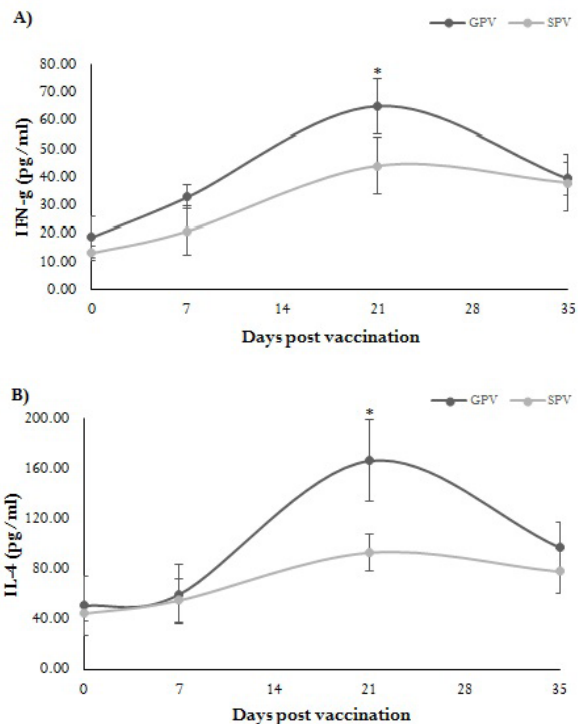 A)
GPV SPV
*
80.00
70.00
60.00
50.00
40.00
30.00
20.00
10.00
0.00
IFN-g (pg/ml)
0 7 14 21 28 35
Days post vaccination
B)
GPV SPV
*
200.00
160.00
120.00
80.00
40.00
0.00
IL-4 (pg/ml)
0 7 14 21 28 35
Days post vaccination